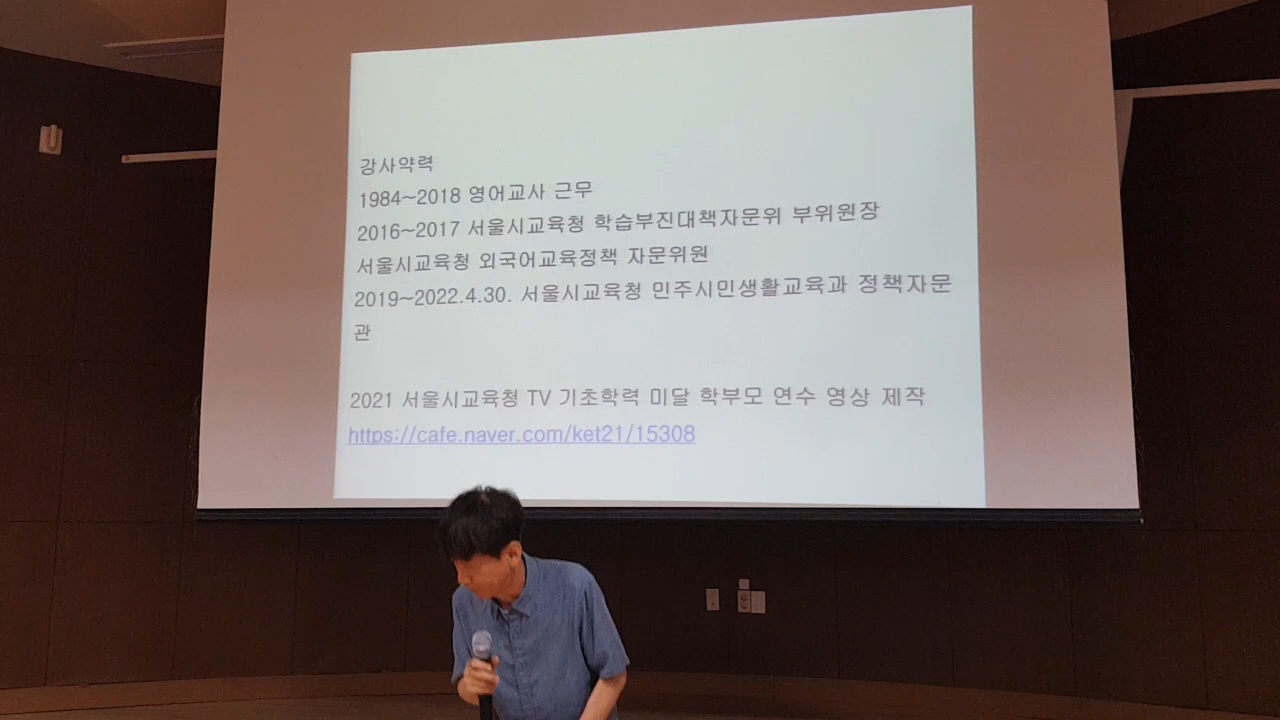 강사약력
1984~2018 영어교사 근무
2016~2017 서울시교육청 학습부진대책자문위 부위원장
서울시교육청 외국어교육정책 자문위원
2019~2022.4.30. 서울시교육청 민주시민생활교육과 정책자문
관
2021 서울시교육청 TV 기초학력 미달 학부모 연수 영상 제작
https://cafe.naver.com/ket21/15308